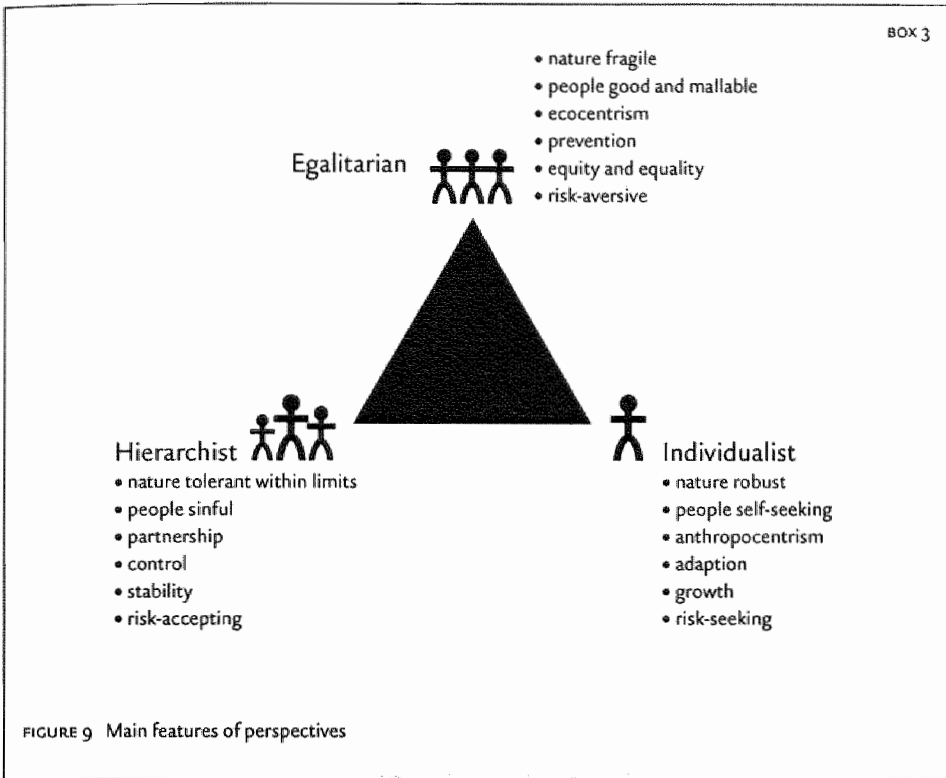 BOX 3
Egalitarian
• nature fragile
• people good and mallable
• ecocentrism
• prevention
• equity and equality
• risk-aversive
Hierarchist
• nature tolerant within limits
• people sinful
• partnership
• control
• stability
• risk-accepting
Individualist
• nature robust
• people self-seeking
• anthropocentrism
• adaption
• growth
• risk-seeking
FIGURE 9 Main features of perspectives